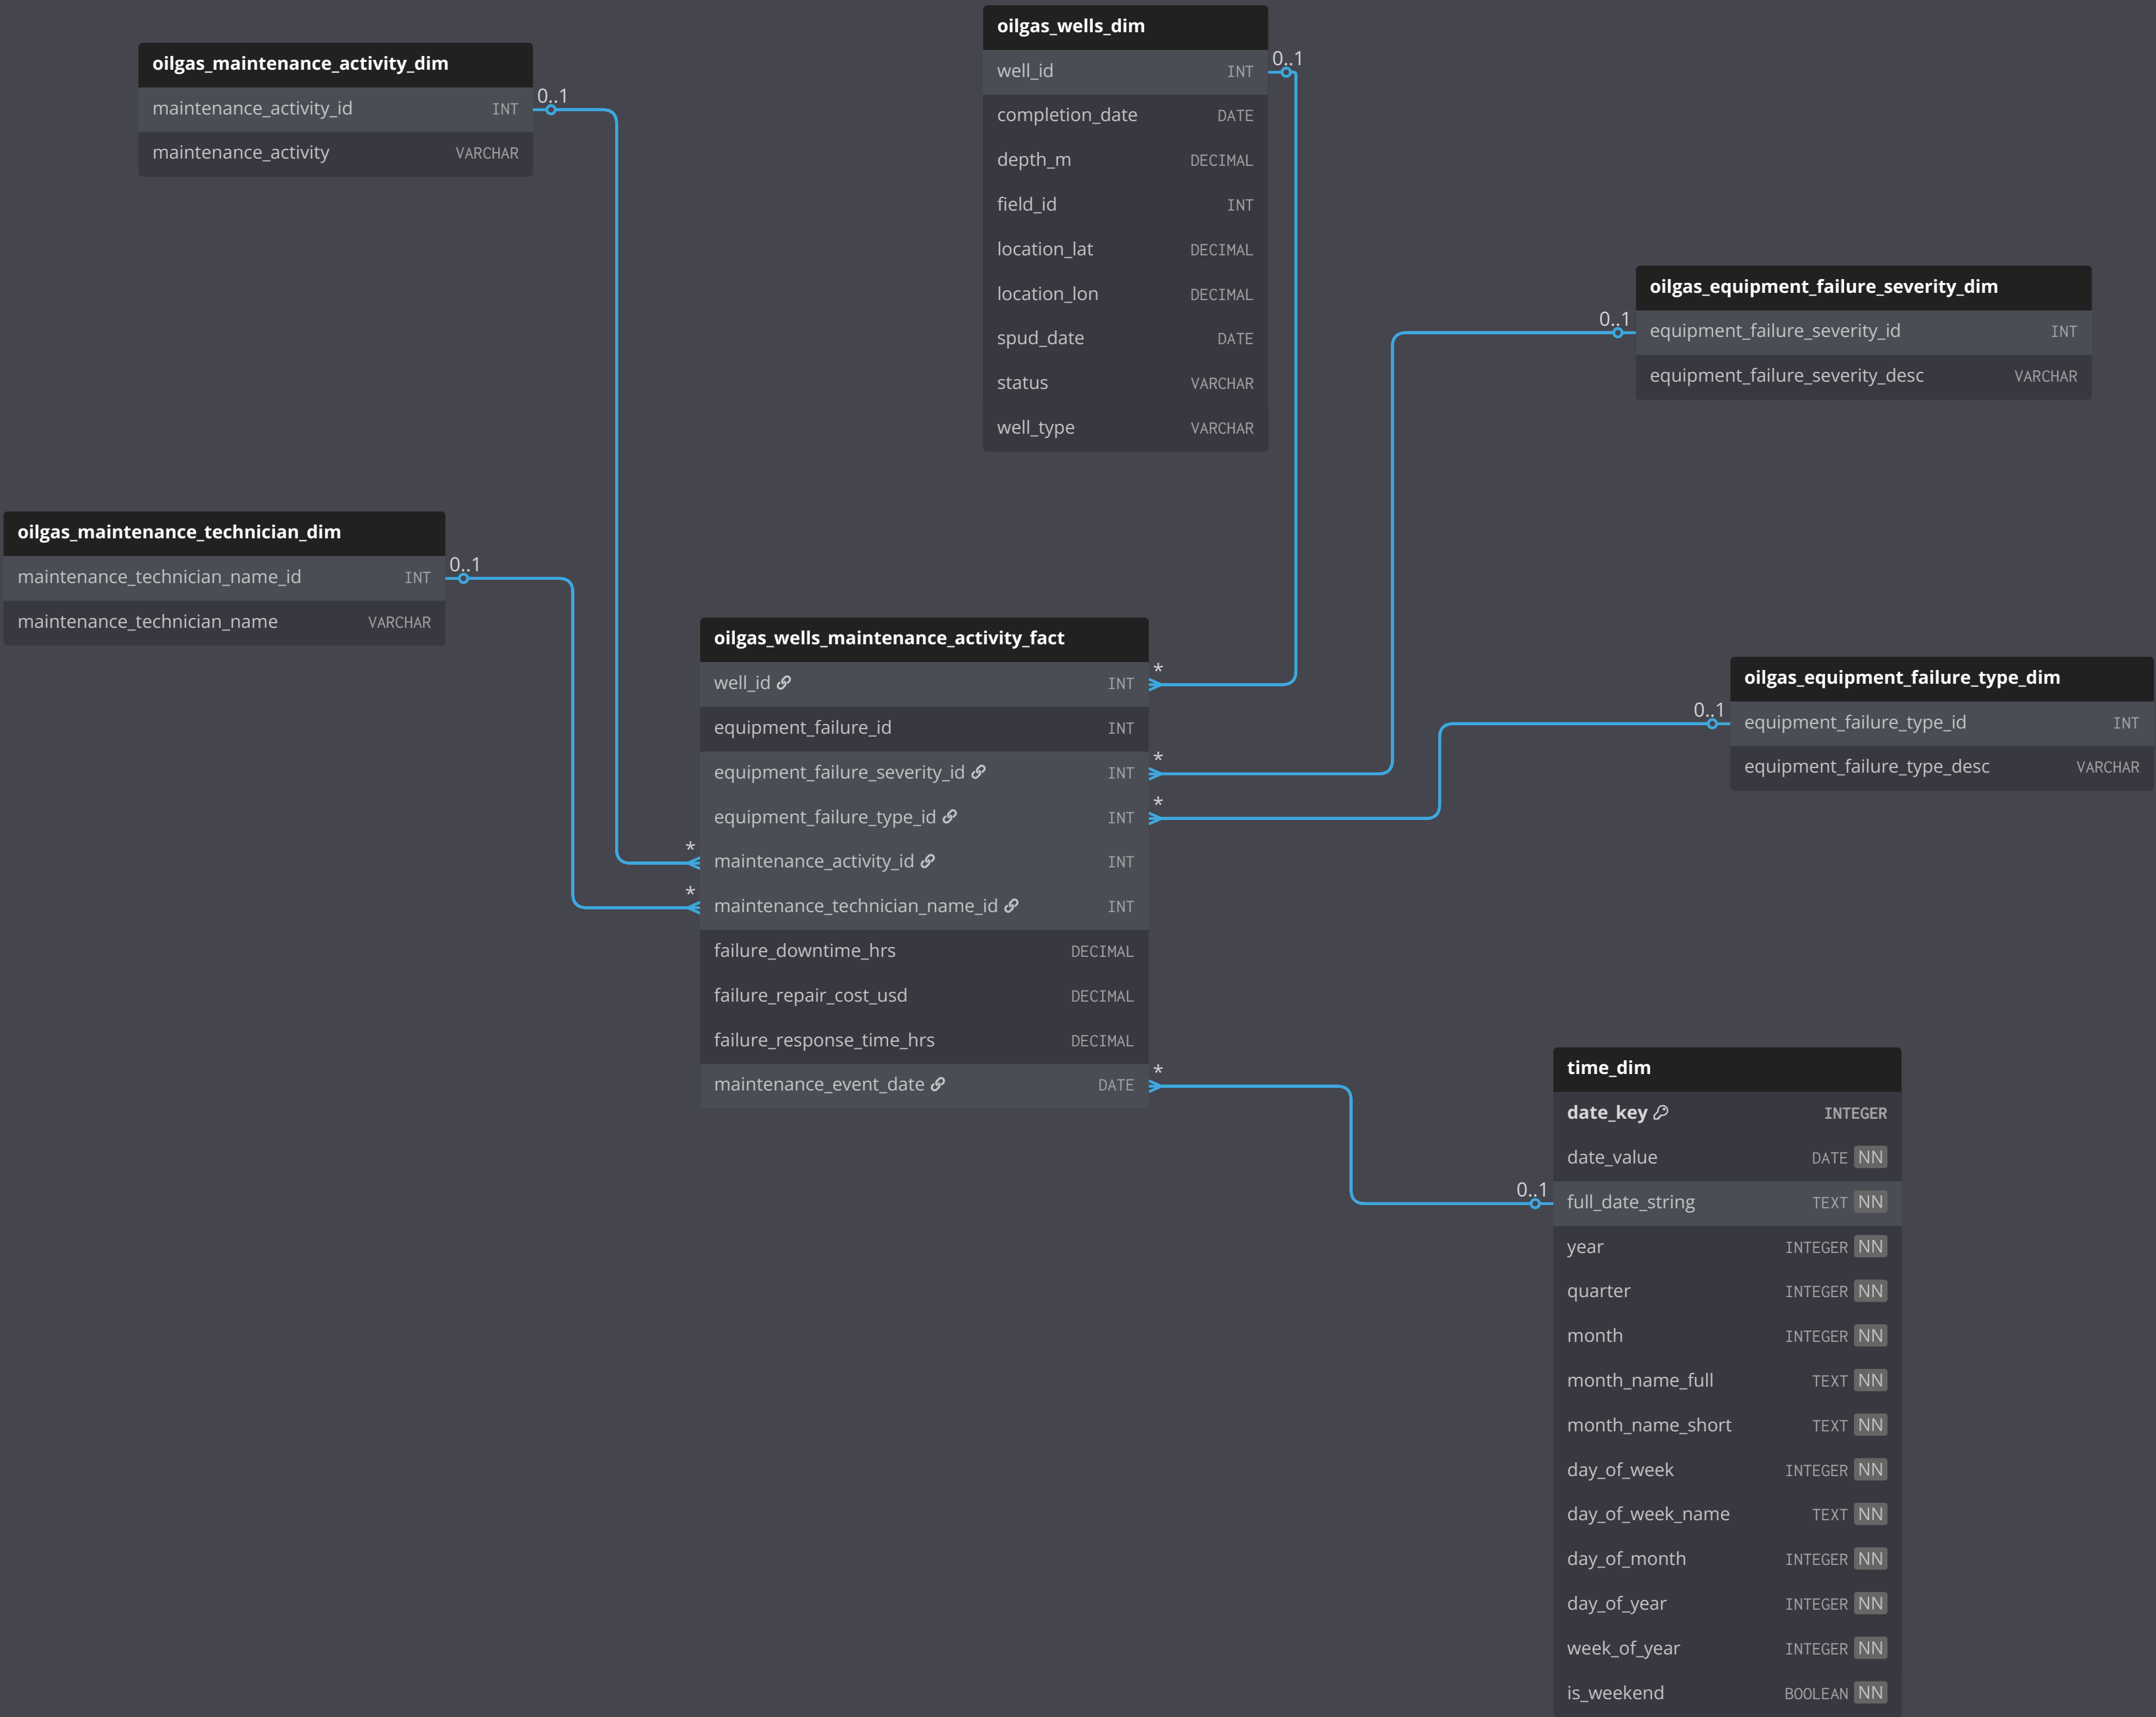 oilgas_wells_dim
well_id INT
completion_date DATE
depth_m DECIMAL
field_id INT
location_lat DECIMAL
location_lon DECIMAL
spud_date DATE
status VARCHAR
well_type VARCHAR
0..1
oilgas_maintenance_activity_dim
maintenance_activity_id INT
maintenance_activity VARCHAR
0..1
oilgas_equipment_failure_severity_dim
equipment_failure_severity_id INT
equipment_failure_severity_desc VARCHAR
0..1
oilgas_maintenance_technician_dim
maintenance_technician_name_id INT
maintenance_technician_name VARCHAR
0..1
oilgas_wells_maintenance_activity_fact
well_id INT *
equipment_failure_id INT
equipment_failure_severity_id INT *
equipment_failure_type_id INT *
* maintenance_activity_id INT
* maintenance_technician_name_id INT
failure_downtime_hrs DECIMAL
failure_repair_cost_usd DECIMAL
failure_response_time_hrs DECIMAL
maintenance_event_date DATE *
oilgas_equipment_failure_type_dim
0..1
equipment_failure_type_id INT
equipment_failure_type_desc VARCHAR
time_dim
date_key INTEGER
date_value DATE NN
0..1
full_date_string TEXT NN
year INTEGER NN
quarter INTEGER NN
month INTEGER NN
month_name_full TEXT NN
month_name_short TEXT NN
day_of_week INTEGER NN
day_of_week_name TEXT NN
day_of_month INTEGER NN
day_of_year INTEGER NN
week_of_year INTEGER NN
is_weekend BOOLEAN NN